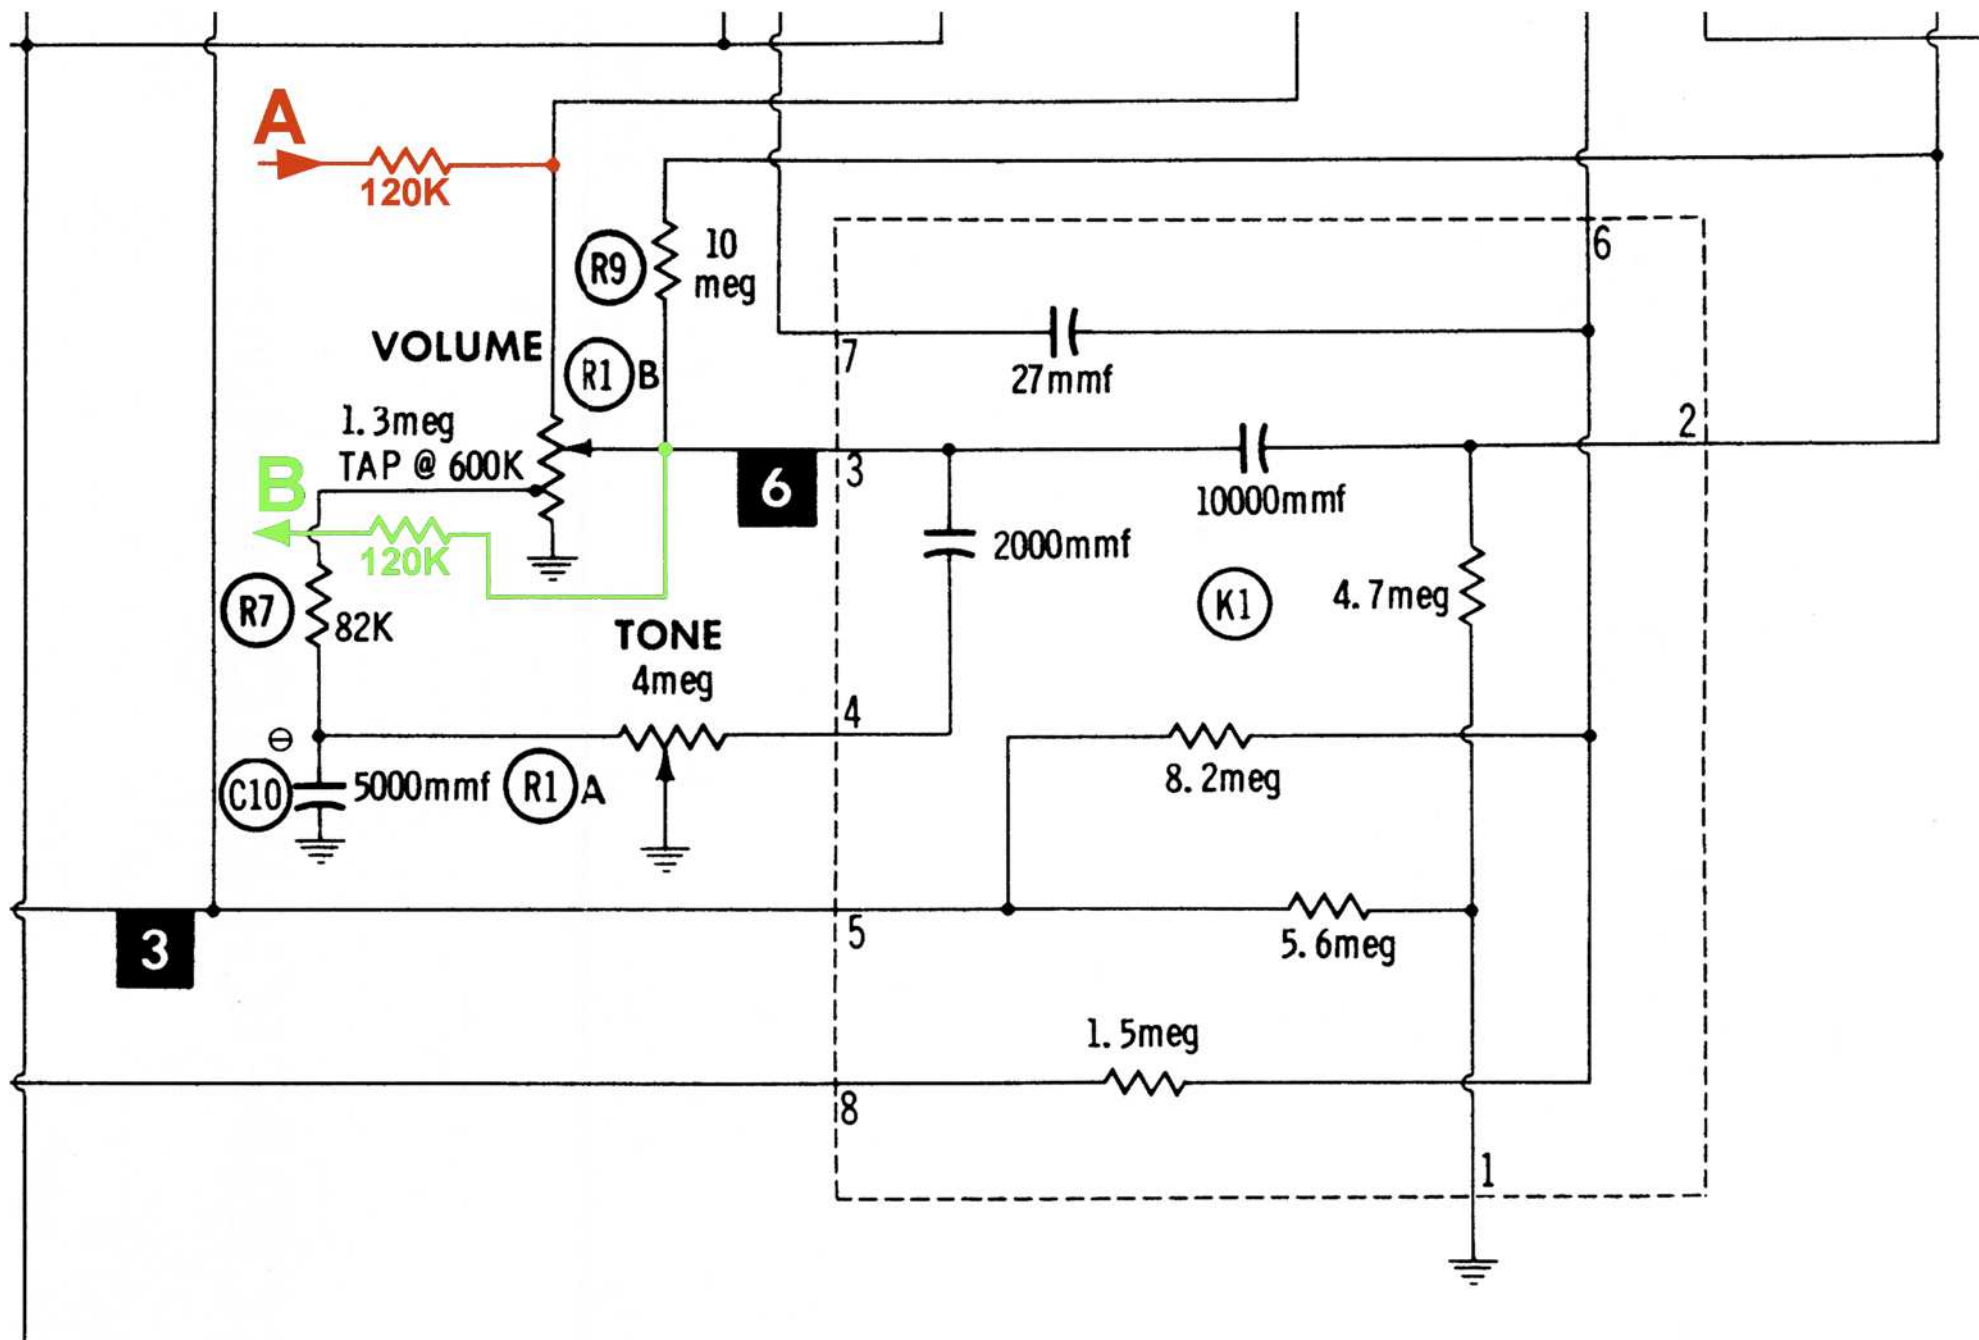 A
120K
R9
10
meg
6
VOLUME
R1 B
7
27mmf
1.3meg
TAP @ 600K
2
B
6
3
10000mmf
120K
2000mmf
R7
82K
K1
4.7meg
TONE
4meg
4
C10
5000mmf
R1 A
8.2meg
3
5
5.6meg
1.5meg
8
1